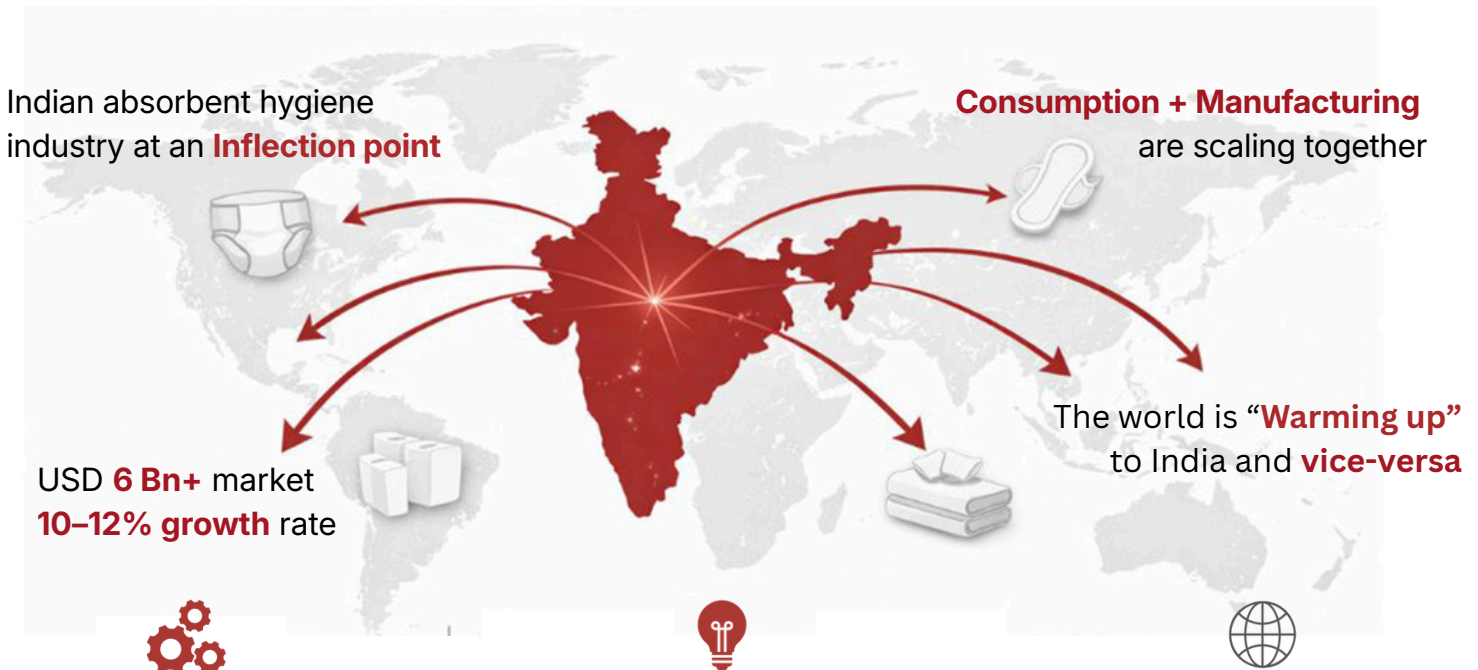 Indian absorbent hygiene
industry at an Inflection point
Consumption + Manufacturing
are scaling together
The world is “Warming up”
to India and vice-versa
USD 6 Bn+ market
10–12% growth rate